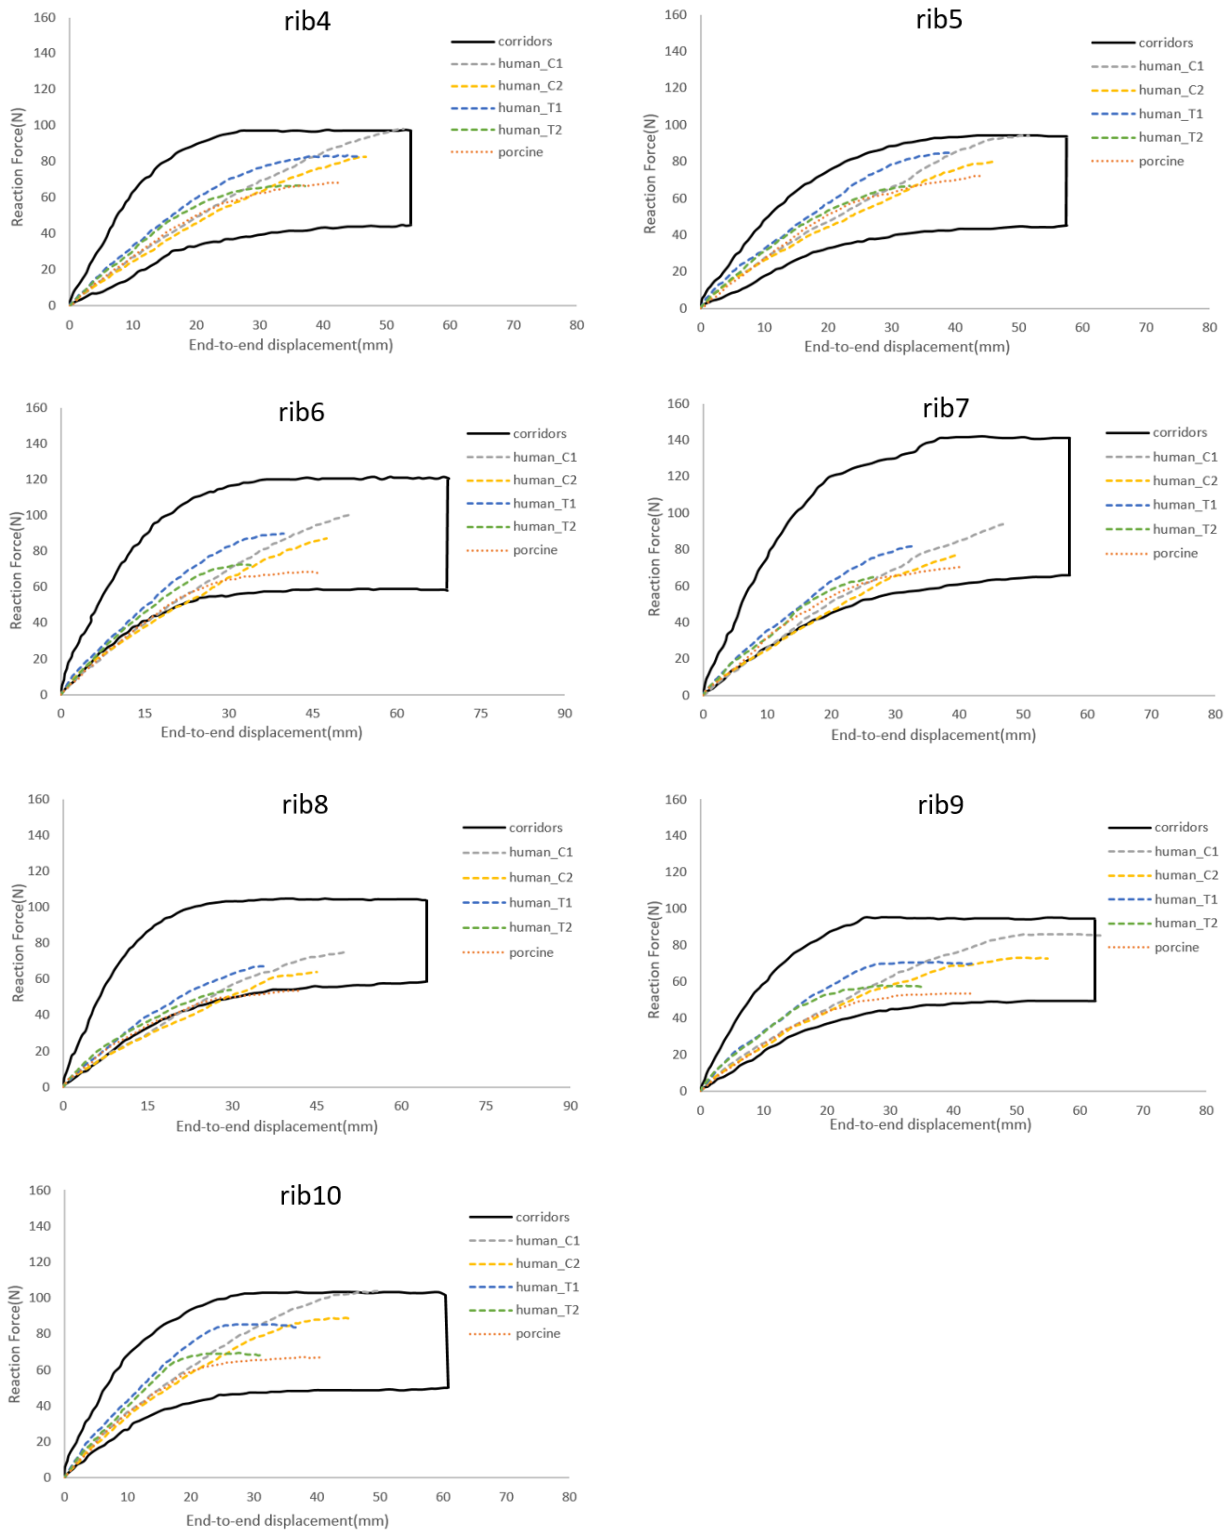 rib4
160
140
120
100
80
60
40
20
0
Reaction Force(N)
0 10 20 30 40 50 60 70 80
End-to-end displacement(mm)
corridors
human_C1
human_C2
human_T1
human_T2
porcine
rib5
160
140
120
100
80
60
40
20
0
Reaction Force(N)
0 10 20 30 40 50 60 70 80
End-to-end displacement(mm)
corridors
human_C1
human_C2
human_T1
human_T2
porcine
rib6
160
140
120
100
80
60
40
20
0
Reaction Force(N)
0 15 30 45 60 75 90
End-to-end displacement(mm)
corridors
human_C1
human_C2
human_T1
human_T2
porcine
rib7
160
140
120
100
80
60
40
20
0
Reaction Force(N)
0 10 20 30 40 50 60 70 80
End-to-end displacement(mm)
corridors
human_C1
human_C2
human_T1
human_T2
porcine
rib8
160
140
120
100
80
60
40
20
0
Reaction Force(N)
0 15 30 45 60 75 90
End-to-end displacement(mm)
corridors
human_C1
human_C2
human_T1
human_T2
porcine
rib9
160
140
120
100
80
60
40
20
0
Reaction Force(N)
0 10 20 30 40 50 60 70 80
End-to-end displacement(mm)
corridors
human_C1
human_C2
human_T1
human_T2
porcine
rib10
160
140
120
100
80
60
40
20
0
Reaction Force(N)
0 10 20 30 40 50 60 70 80
End-to-end displacement(mm)
corridors
human_C1
human_C2
human_T1
human_T2
porcine